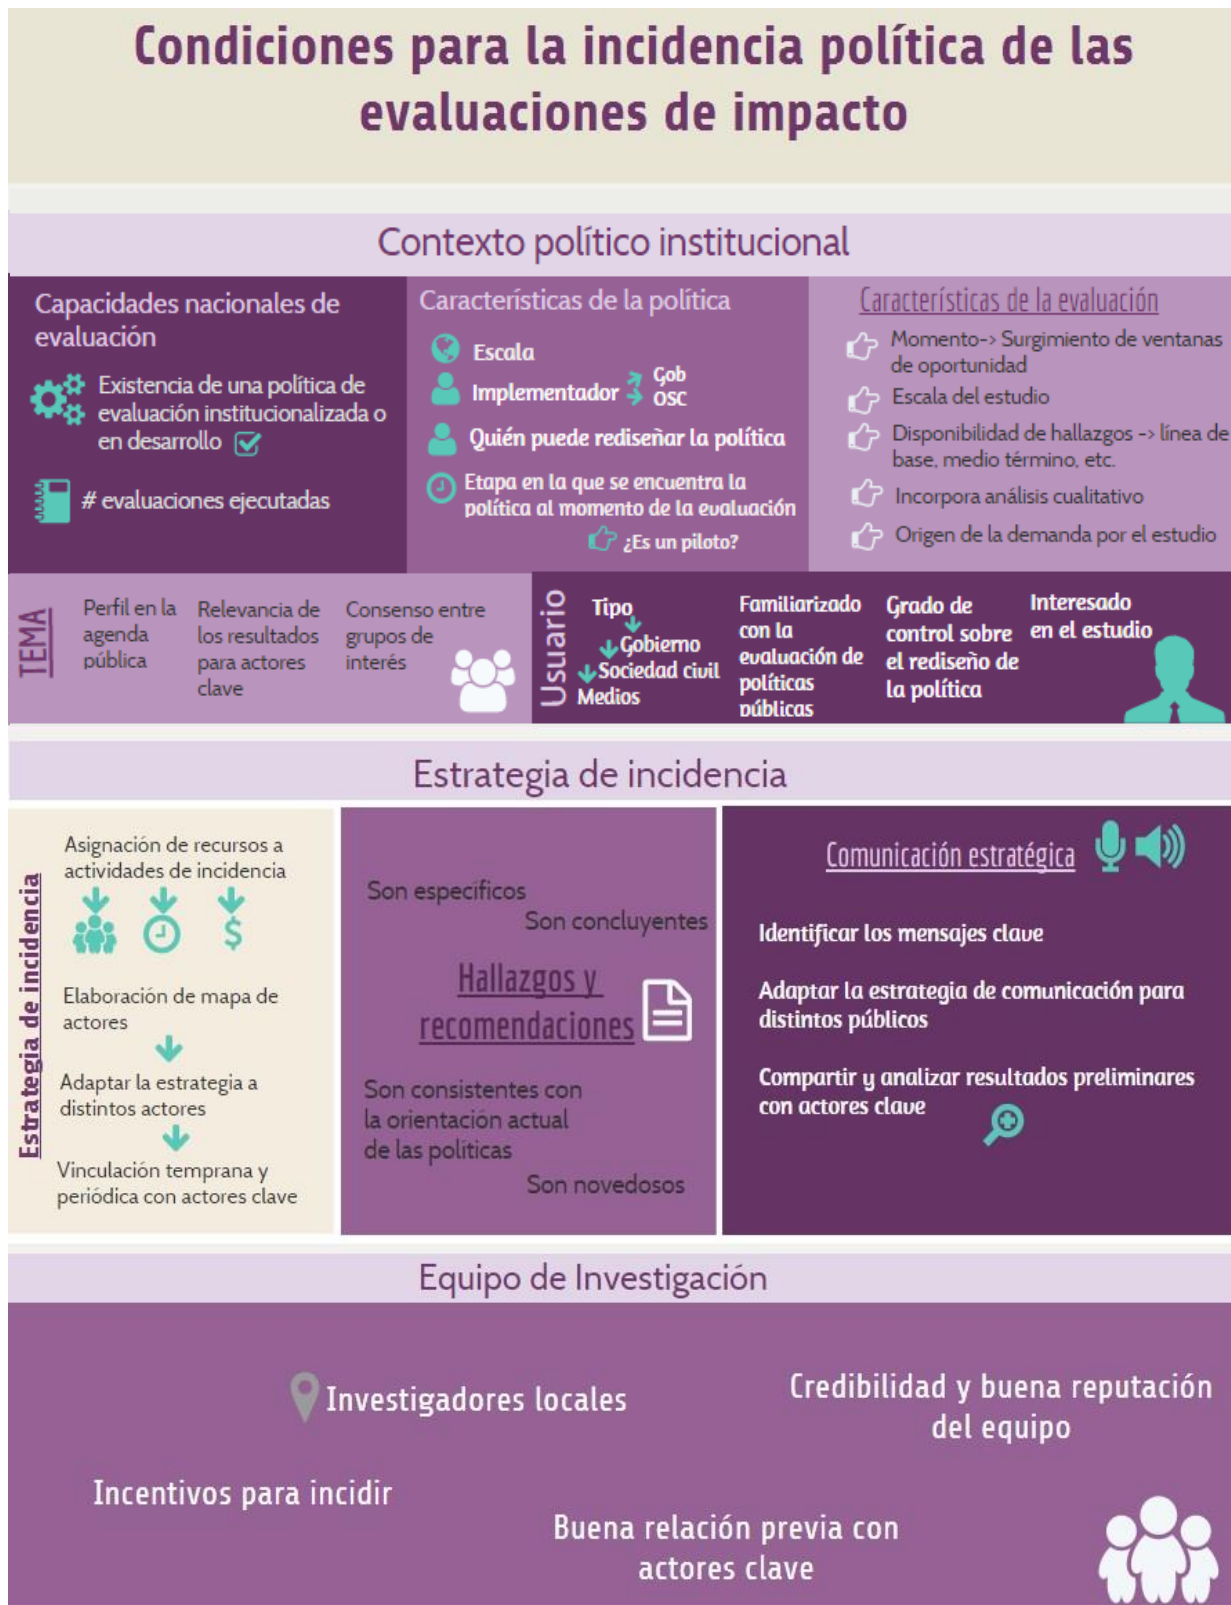 Condiciones para la incidencia política de las
evaluaciones de impacto
Contexto político institucional
Capacidades nacionales de
evaluación
Existencia de una política de
evaluación institucionalizada o
en desarrollo
# evaluaciones ejecutadas
Características de la política
Escala
Implementador
Gob
OSC
Quién puede rediseñar la política
Etapa en la que se encuentra la
política al momento de la evaluación
¿Es un piloto?
Características de la evaluación
Momento-> Surgimiento de ventanas
de oportunidad
Escala del estudio
Disponibilidad de hallazgos -> línea de
base, medio término, etc.
Incorpora análisis cualitativo
Origen de la demanda por el estudio
TEMA
Perfil en la
agenda
pública
Relevancia de
los resultados
para actores
clave
Consenso entre
grupos de
interés
Usuario
Tipo
Gobierno
Sociedad civil
Medios
Familiarizado
con la
evaluación de
políticas
públicas
Grado de
control sobre
el rediseño de
la política
Interesado
en el estudio
Estrategia de incidencia
Estrategia de incidencia
Asignación de recursos a
actividades de incidencia
$
Elaboración de mapa de
actores
Adaptar la estrategia a
distintos actores
Vinculación temprana y
periódica con actores clave
Son específicos
Son concluyentes
Hallazgos y
recomendaciones
Son consistentes con
la orientación actual
de las políticas
Son novedosos
Comunicación estratégica
Identificar los mensajes clave
Adaptar la estrategia de comunicación para
distintos públicos
Compartir y analizar resultados preliminares
con actores clave
Equipo de Investigación
Investigadores locales
Credibilidad y buena reputación
del equipo
Incentivos para incidir
Buena relación previa con
actores clave